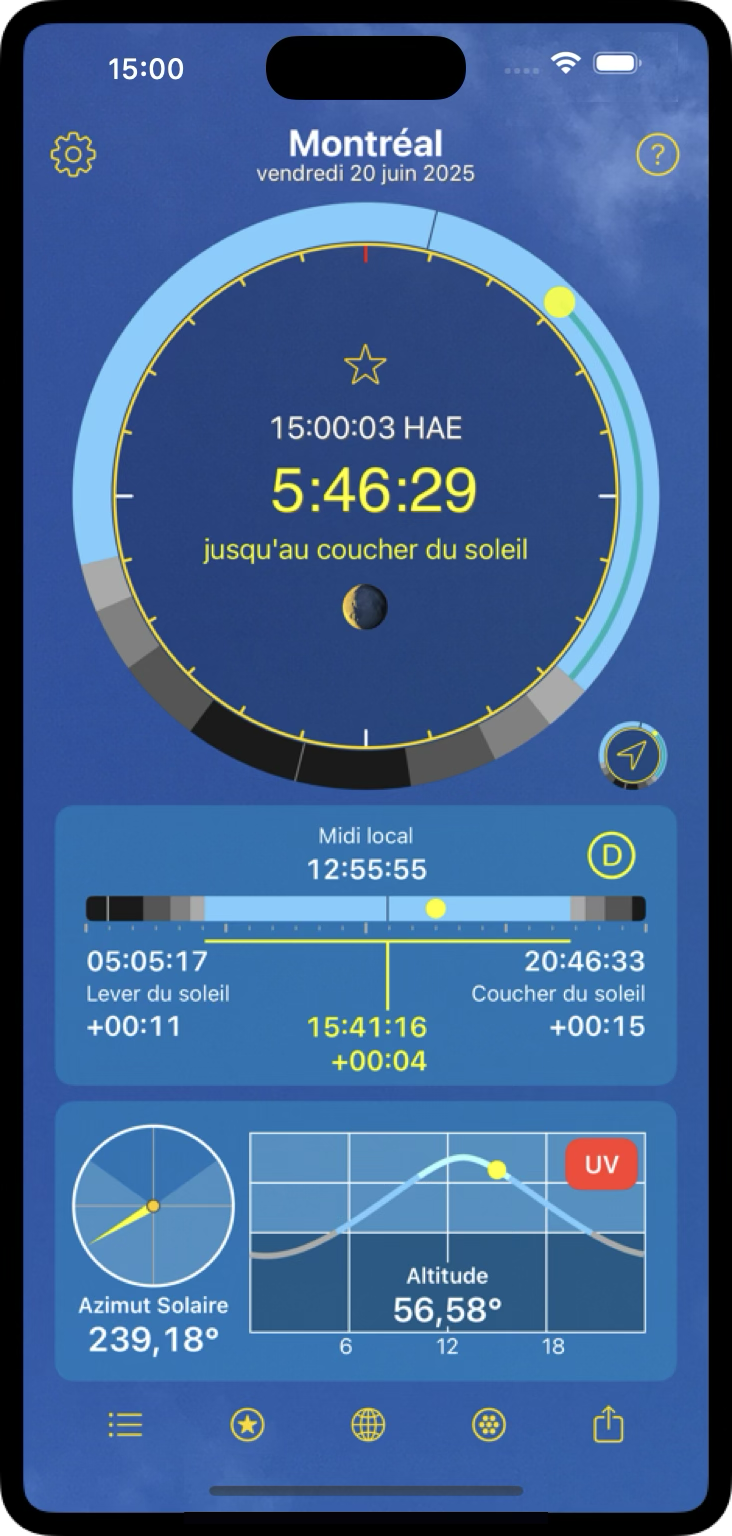 15:00
Montréal
vendredi 20 juin 2025
?
15:00:03 HAE
5:46:29
jusqu'au coucher du soleil
Midi local
12:55:55
D
05:05:17
20:46:33
Lever du soleil
Coucher du soleil
+00:11
15:41:16
+00:15
+00:04
UV
Altitude
56,58°
Azimut Solaire
239,18°
6
12
18